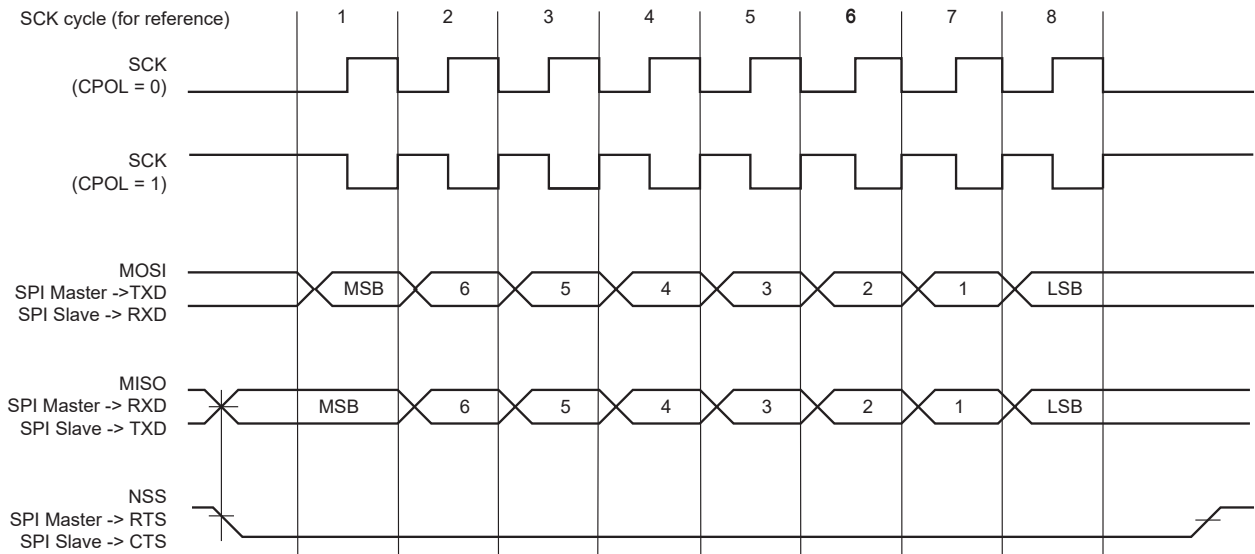 SCK cycle (for reference) 1 2 3 4 5 6 7 8
SCK
(CPOL = 0)
SCK
(CPOL = 1)
MOSI
SPI Master ->TXD
SPI Slave -> RXD
MSB 6 5 4 3 2 1 LSB
MISO
SPI Master -> RXD
SPI Slave -> TXD
MSB 6 5 4 3 2 1 LSB
NSS
SPI Master -> RTS
SPI Slave -> CTS